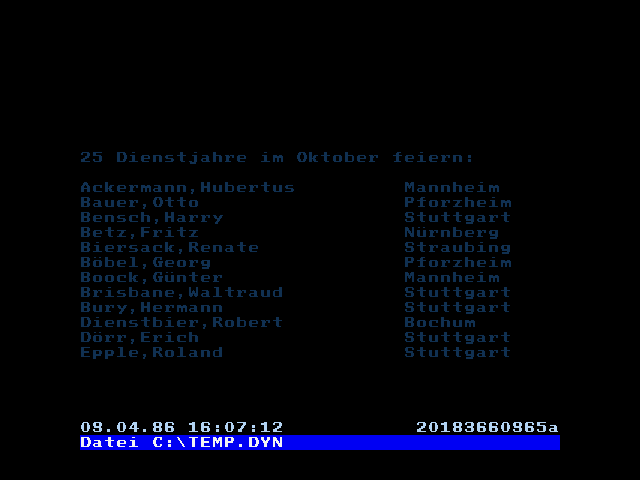 25 Dienstjahre im Oktober feiern:
Ackermann,Hubertus Mannheim
Bauer,Otto Pforzheim
Bensch,Harry Stuttgart
Betz,Fritz Nürnberg
Biersack,Renate Straubing
Böbel,Georg Pforzheim
Boock,Günter Mannheim
Brisbane,Waltraud Stuttgart
Bury,Hermann Stuttgart
Dienstbier,Robert Bochum
Dörr,Erich Stuttgart
Epple,Roland Stuttgart
09.04.86 16:07:12 20183660865a
Datei C:\TEMP.DYN